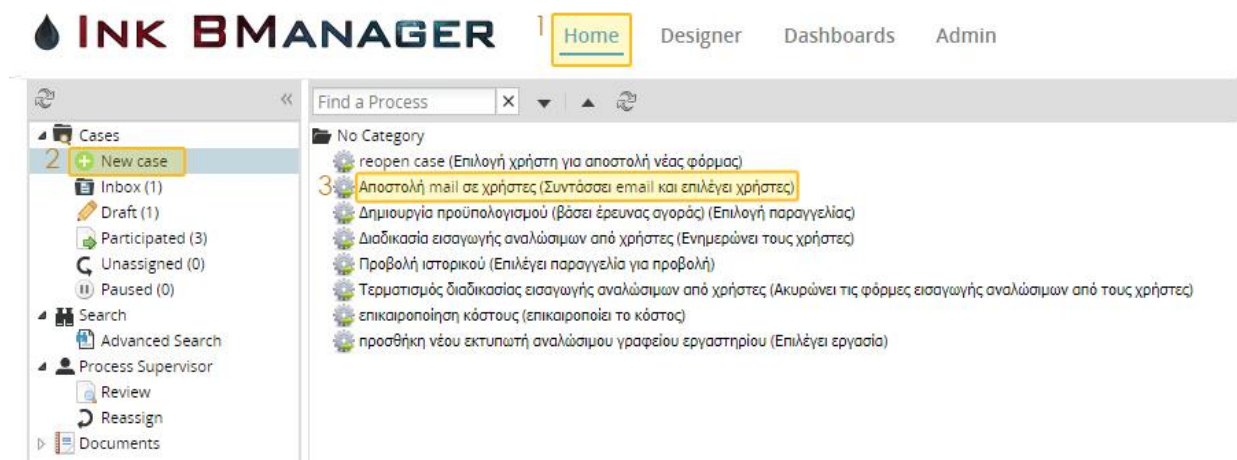 INK BMANAGER 1 Home Designer Dashboards Admin
Find a Process
Cases
2 New case
Inbox (1)
Draft (1)
Participated (3)
Unassigned (0)
Paused (0)
Search
Advanced Search
Process Supervisor
Review
Reassign
Documents
No Category
reopen case (Επιλογή χρήστη για αποστολή νέας φόρμας)
3 Αποστολή mail σε χρήστες (Συντάσσει email και επιλέγει χρήστες)
Δημιουργία προϋπολογισμού (βάσει έρευνας αγοράς) (Επιλογή παραγγελίας)
Διαδικασία εισαγωγής αναλώσιμων από χρήστες (Ενημερώνει τους χρήστες)
Προβολή ιστορικού (Επιλέγει παραγγελία για προβολή)
Τερματισμός διαδικασίας εισαγωγής αναλώσιμων από χρήστες (Ακυρώνει τις φόρμες εισαγωγής αναλώσιμων από τους χρήστες)
επικαιροποίηση κόστους (επικαιροποίει το κόστος)
προσθήκη νέου εκτυπωτή αναλώσιμου γραφείου εργαστηρίου (Επιλέγει εργασία)